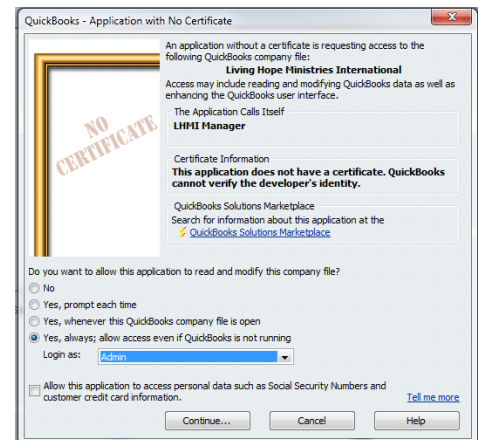 QuickBooks - Application with No Certificate
An application without a certificate is requesting access to the
following QuickBooks company file:
Living Hope Ministries International
Access may include reading and modifying QuickBooks data as well as
enhancing the QuickBooks user interface.
The Application Calls Itself
LHMI Manager
NO
CERTIFICATE
Certificate Information
This application does not have a certificate. QuickBooks
cannot verify the developer's identity.
QuickBooks Solutions Marketplace
Search for information about this application at the
QuickBooks Solutions Marketplace
Do you want to allow this application to read and modify this company file?
No
Yes, prompt each time
Yes, whenever this QuickBooks company file is open
Yes, always; allow access even if QuickBooks is not running
Login as: Admin
Allow this application to access personal data such as Social Security Numbers and
customer credit card information. Tell me more
Continue... Cancel Help